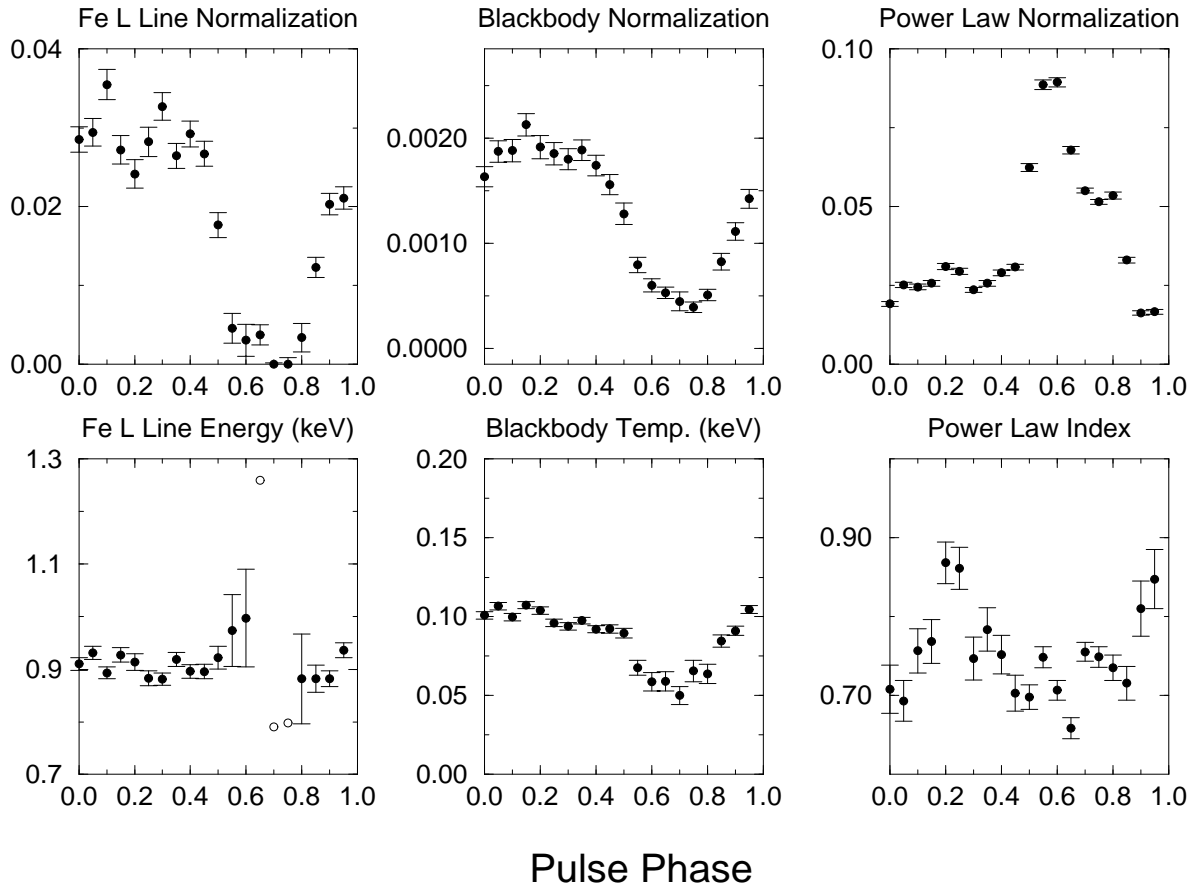 Fe L Line Normalization
Blackbody Normalization
Power Law Normalization
0.04
0.02
0.00
0.0 0.2 0.4 0.6 0.8 1.0
0.0020
0.0010
0.0000
0.0 0.2 0.4 0.6 0.8 1.0
0.10
0.05
0.00
0.0 0.2 0.4 0.6 0.8 1.0
Fe L Line Energy (keV)
Blackbody Temp. (keV)
Power Law Index
1.3
1.1
0.9
0.7
0.0 0.2 0.4 0.6 0.8 1.0
0.20
0.15
0.10
0.05
0.00
0.0 0.2 0.4 0.6 0.8 1.0
0.90
0.70
0.0 0.2 0.4 0.6 0.8 1.0
Pulse Phase